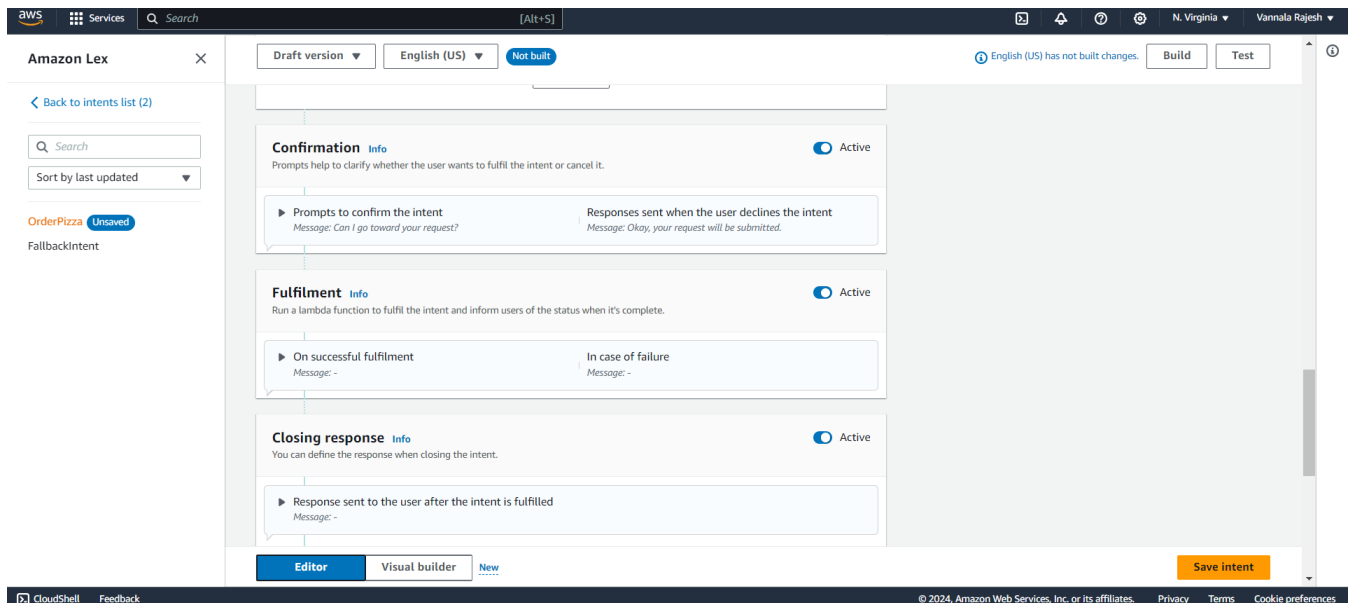 aws Services Search [Alt+S] N. Virginia Vannala Rajesh
Amazon Lex
Draft version English (US) Not built English (US) has not built changes. Build Test
Back to intents list (2)
Search
Sort by last updated
OrderPizza Unsaved
FallbackIntent
Confirmation Info Active
Prompts help to clarify whether the user wants to fulfil the intent or cancel it.
Prompts to confirm the intent Responses sent when the user declines the intent
Message: Can I go toward your request? Message: Okay, your request will be submitted.
Fulfilment Info Active
Run a lambda function to fulfil the intent and inform users of the status when it's complete.
On successful fulfilment In case of failure
Message: - Message: -
Closing response Info Active
You can define the response when closing the intent.
Response sent to the user after the intent is fulfilled
Message: -
Editor Visual builder New Save intent
CloudShell Feedback © 2024, Amazon Web Services, Inc. or its affiliates. Privacy Terms Cookie preferences